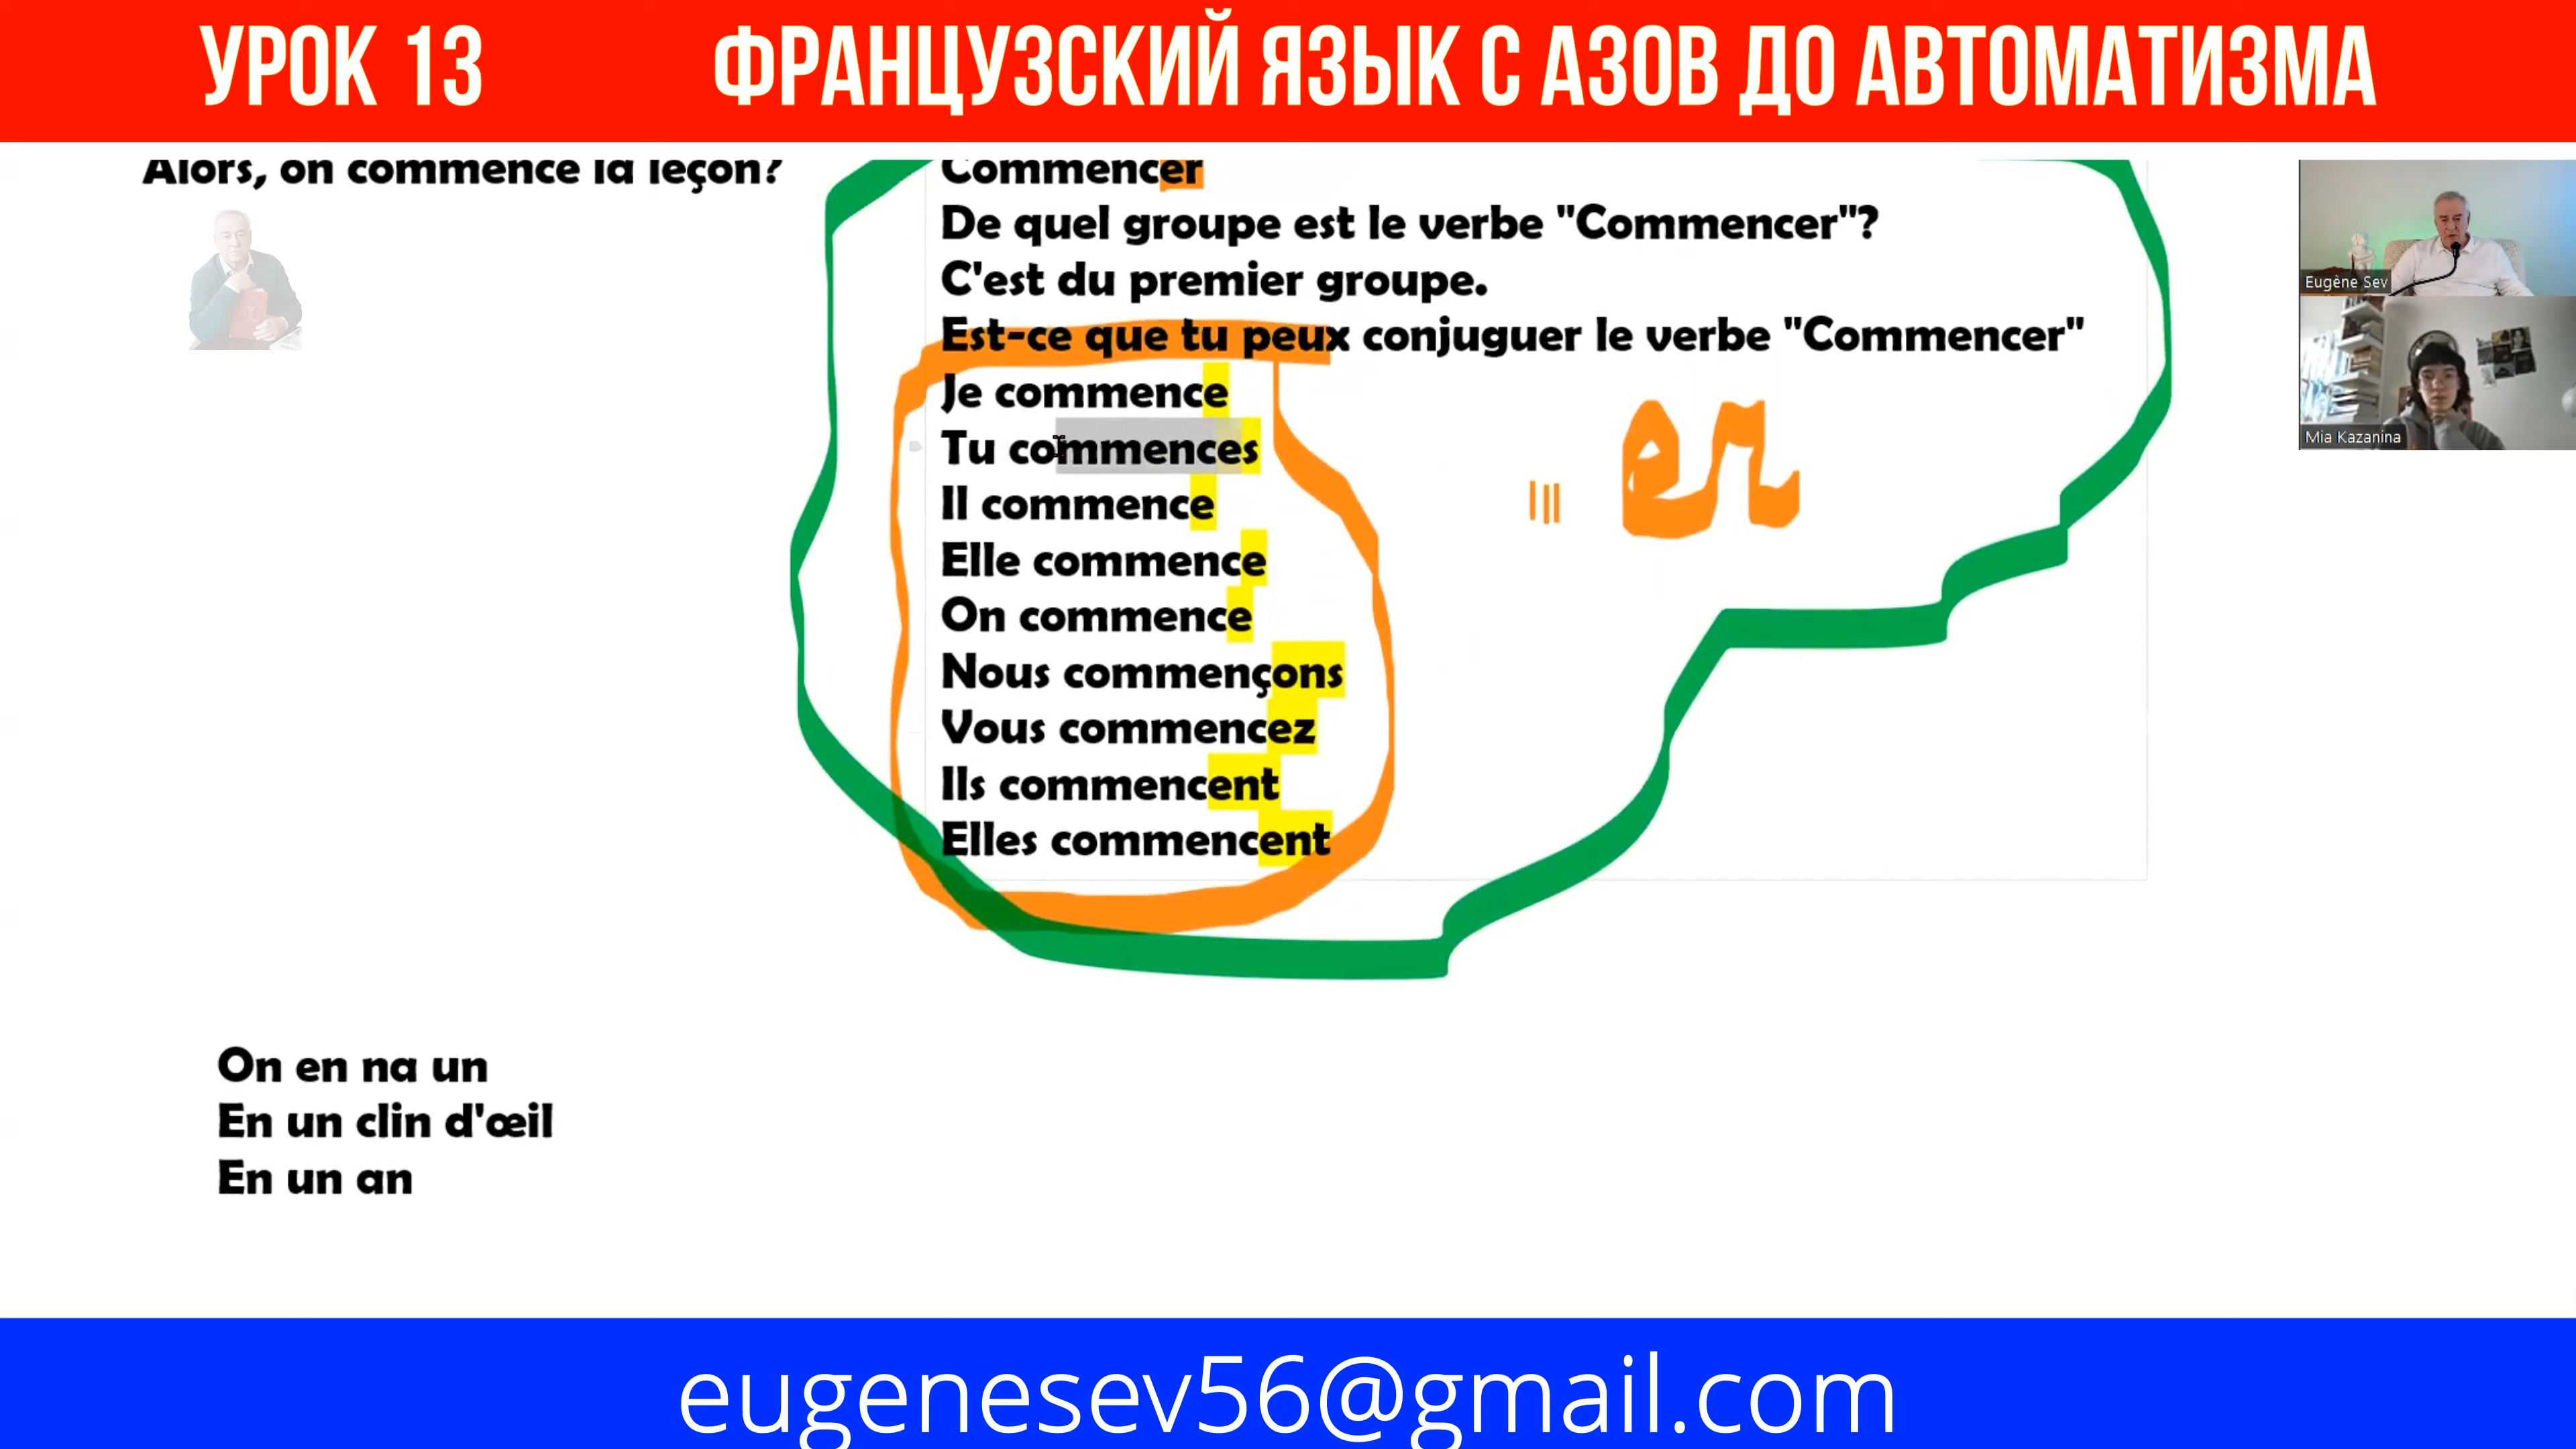 УРОК 13 ФРАНЦУЗСКИЙ ЯЗЫК С АЗОВ ДО АВТОМАТИЗМА
Alors, on commence la leçon?
Commencer
De quel groupe est le verbe "Commencer"?
C'est du premier groupe.
Est-ce que tu peux conjuguer le verbe "Commencer"
Je commence
Tu commences
Il commence
Elle commence
On commence
Nous commençons
Vous commencez
Ils commencent
Elles commencent
er
Eugène Sev
Mia Kazanina
On en na un
En un clin d'œil
En un an
eugenesev56@gmail.com